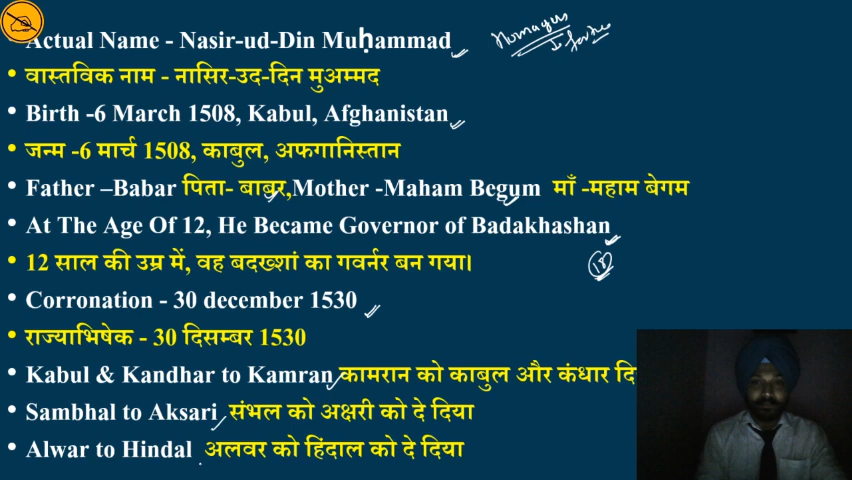 Actual Name - Nasir-ud-Din Muḥammad
वास्तविक नाम - नासिर-उद-दिन मुअम्मद
Birth -6 March 1508, Kabul, Afghanistan
जन्म -6 मार्च 1508, काबुल, अफगानिस्तान
Father –Babar पिता- बाबर,Mother -Maham Begum माँ -महाम बेगम
At The Age Of 12, He Became Governor of Badakhashan
12 साल की उम्र में, वह बदख्शां का गवर्नर बन गया।
Corronation - 30 december 1530
राज्याभिषेक - 30 दिसम्बर 1530
Kabul & Kandhar to Kamran कामरान को काबुल और कंधार दि
Sambhal to Aksari संभल को अक्षरी को दे दिया
Alwar to Hindal अलवर को हिंदाल को दे दिया